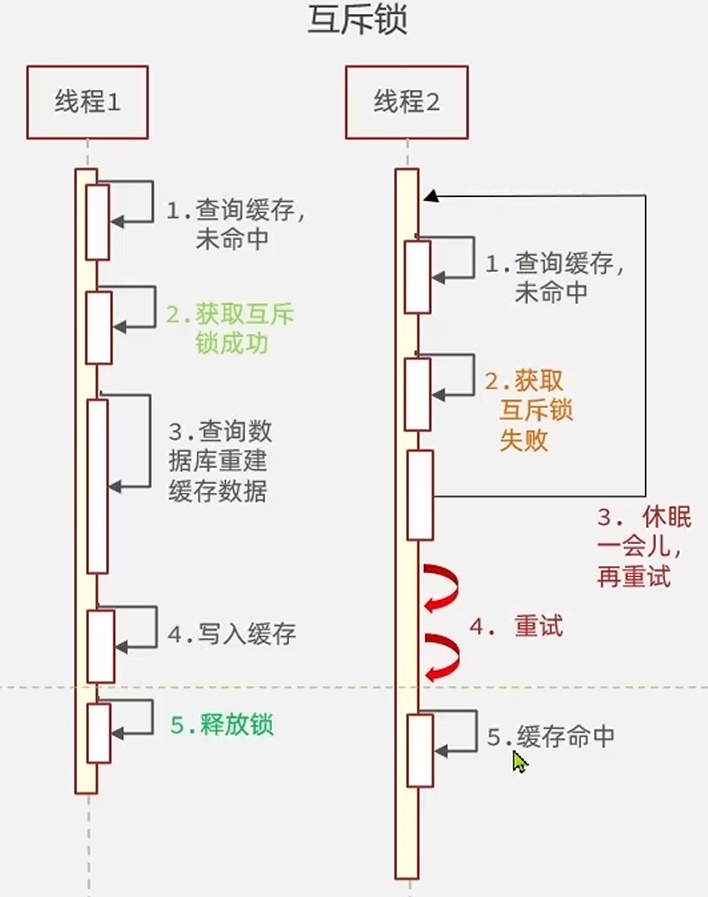 互斥锁
线程1
线程2
1.查询缓存，
未命中
2.获取互斥
锁成功
3.查询数
据库重建
缓存数据
4.写入缓存
5.释放锁
1.查询缓存，
未命中
2.获取
互斥锁
失败
3. 休眠
一会儿，
再重试
4. 重试
5.缓存命中